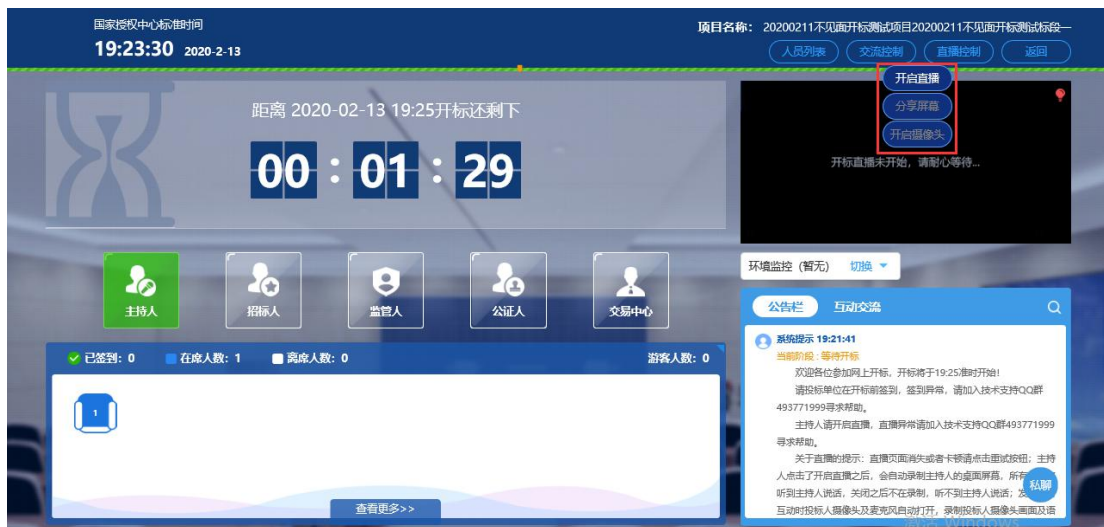 国家授权中心标准时间
19:23:30 2020-2-13
项目名称: 20200211不见面开标测试项目20200211不见面开标测试标段一
人员列表 交流控制 直播控制 返回
开启直播
分享屏幕
开启摄像头
距离 2020-02-13 19:25开标还剩下
00 : 01 : 29
开标直播未开始，请耐心等待...
主持人 招标人 监管人 公证人 交易中心
环境监控 (暂无) 切换
公告栏 互动交流
已签到: 0 在席人数: 1 离席人数: 0 游客人数: 0
1
查看更多>>
系统提示 19:21:41
当前阶段 : 等待开标
欢迎各位参加网上开标，开标将于19:25准时开始!
请投标单位在开标前签到，签到异常，请加入技术支持QQ群
493771999寻求帮助。
主持人请开启直播，直播异常请加入技术支持QQ群493771999
寻求帮助。
关于直播的提示：直播页面消失或者卡顿请点击重试按钮；主持
人点击了开启直播之后，会自动录制主持人的桌面屏幕，所有
听到主持人说话，关闭之后不在录制，听不到主持人说话；发
互动时投标人摄像头及麦克风自动打开，录制投标人摄像头画面及语
私聊
激活 Windows